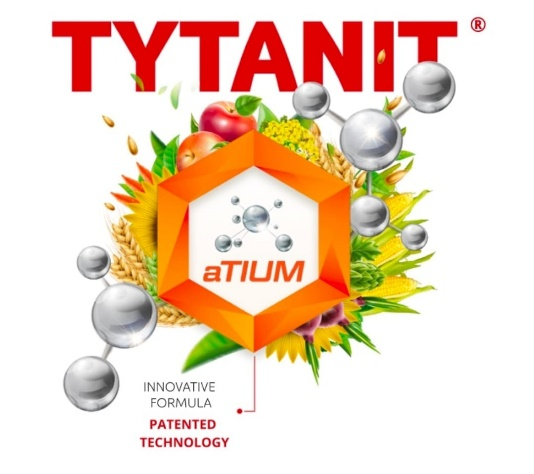 TYTANIT®
aTIUM
INNOVATIVE
FORMULA
PATENTED
TECHNOLOGY